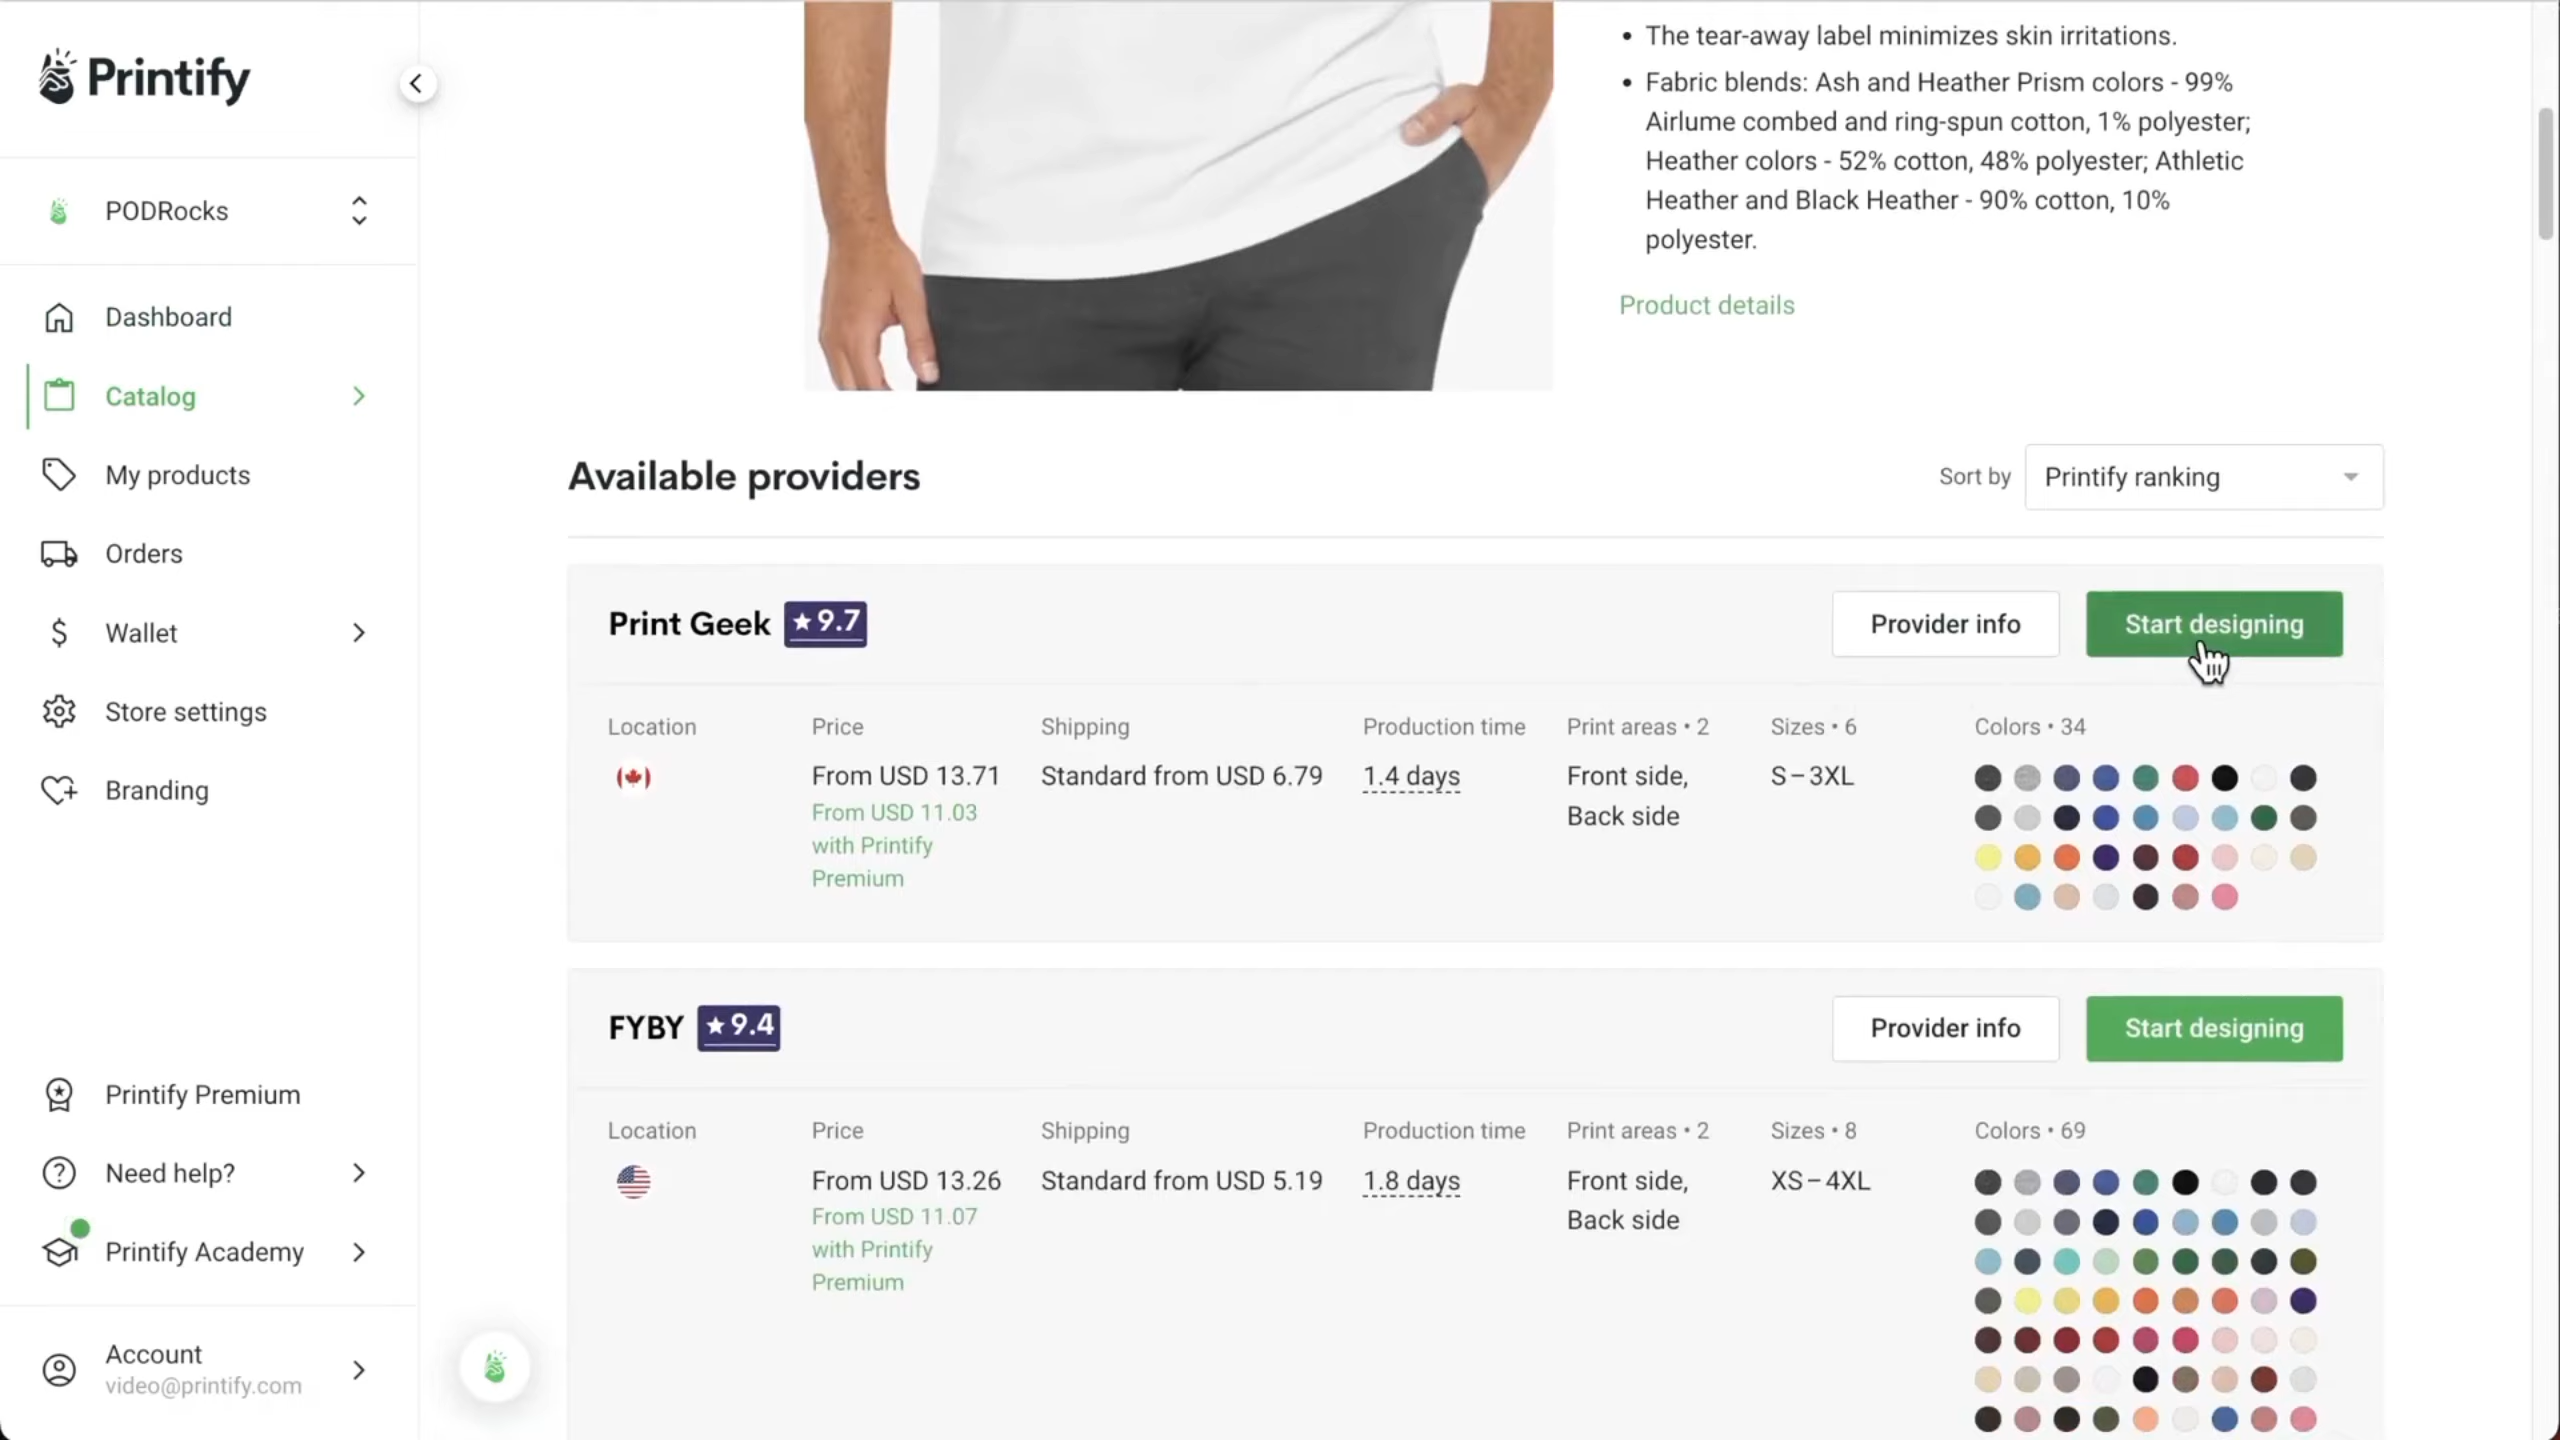 Printify
PODRocks
Dashboard
Catalog
My products
Orders
Wallet
Store settings
Branding
Printify Premium
Need help?
Printify Academy
Account
video@printify.com
• The tear-away label minimizes skin irritations.
• Fabric blends: Ash and Heather Prism colors - 99%
Airlume combed and ring-spun cotton, 1% polyester;
Heather colors - 52% cotton, 48% polyester; Athletic
Heather and Black Heather - 90% cotton, 10%
polyester.
Product details
Available providers
Sort by
Printify ranking
Print Geek ★ 9.7
Provider info
Start designing
Location
Price
Shipping
Production time
Print areas • 2
Sizes • 6
Colors • 34
From USD 13.71
From USD 11.03
with Printify
Premium
Standard from USD 6.79
1.4 days
Front side,
Back side
S – 3XL
FYBY ★ 9.4
Provider info
Start designing
Location
Price
Shipping
Production time
Print areas • 2
Sizes • 8
Colors • 69
From USD 13.26
From USD 11.07
with Printify
Premium
Standard from USD 5.19
1.8 days
Front side,
Back side
XS – 4XL